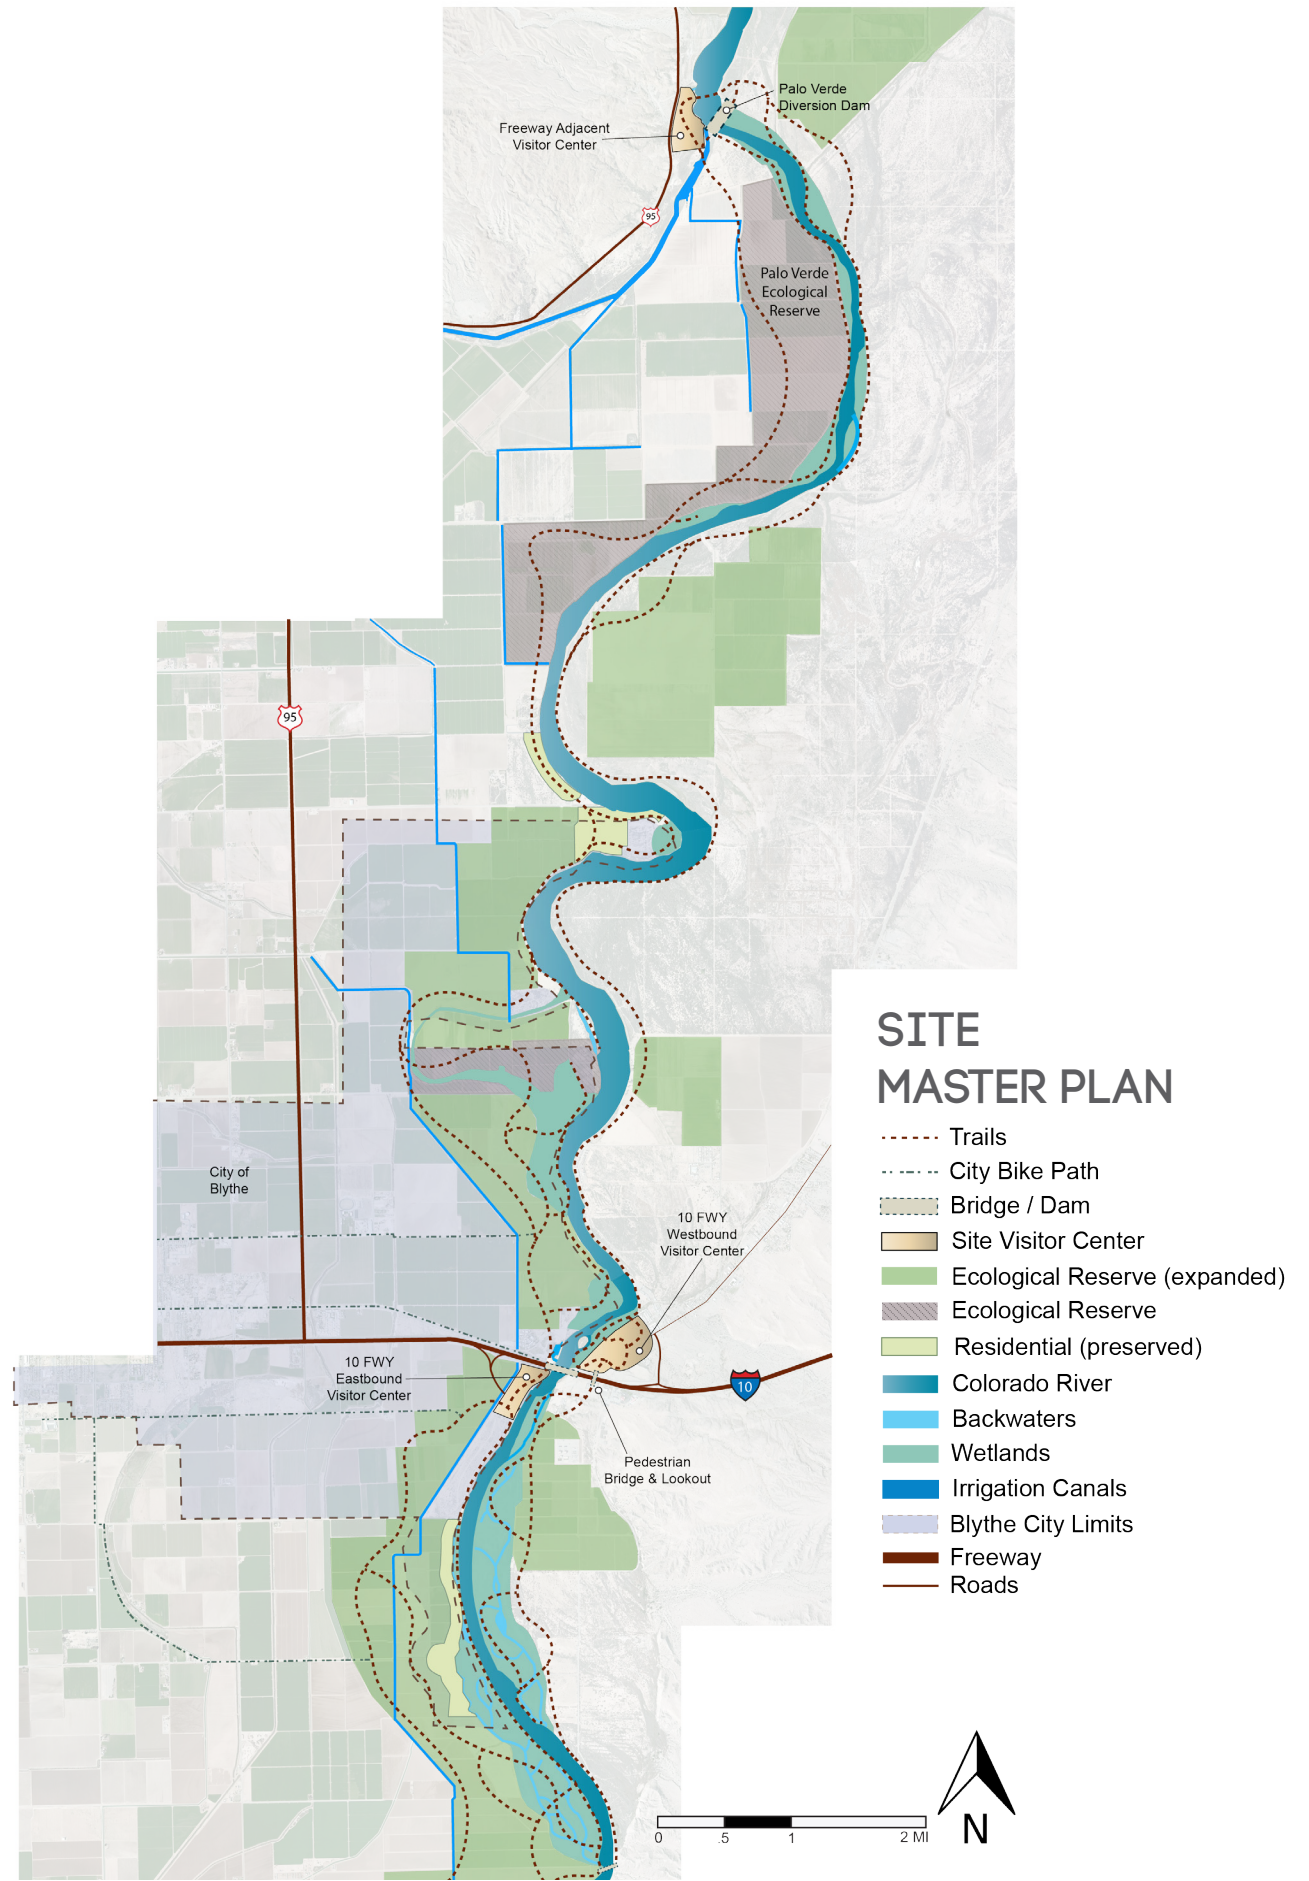 Palo Verde
Diversion Dam
Freeway Adjacent
Visitor Center
95
Palo Verde
Ecological
Reserve
95
City of
Blythe
10 FWY
Westbound
Visitor Center
10 FWY
Eastbound
Visitor Center
10
Pedestrian
Bridge & Lookout
SITE
MASTER PLAN
Trails
City Bike Path
Bridge / Dam
Site Visitor Center
Ecological Reserve (expanded)
Ecological Reserve
Residential (preserved)
Colorado River
Backwaters
Wetlands
Irrigation Canals
Blythe City Limits
Freeway
Roads
0 .5 1 2 MI
N